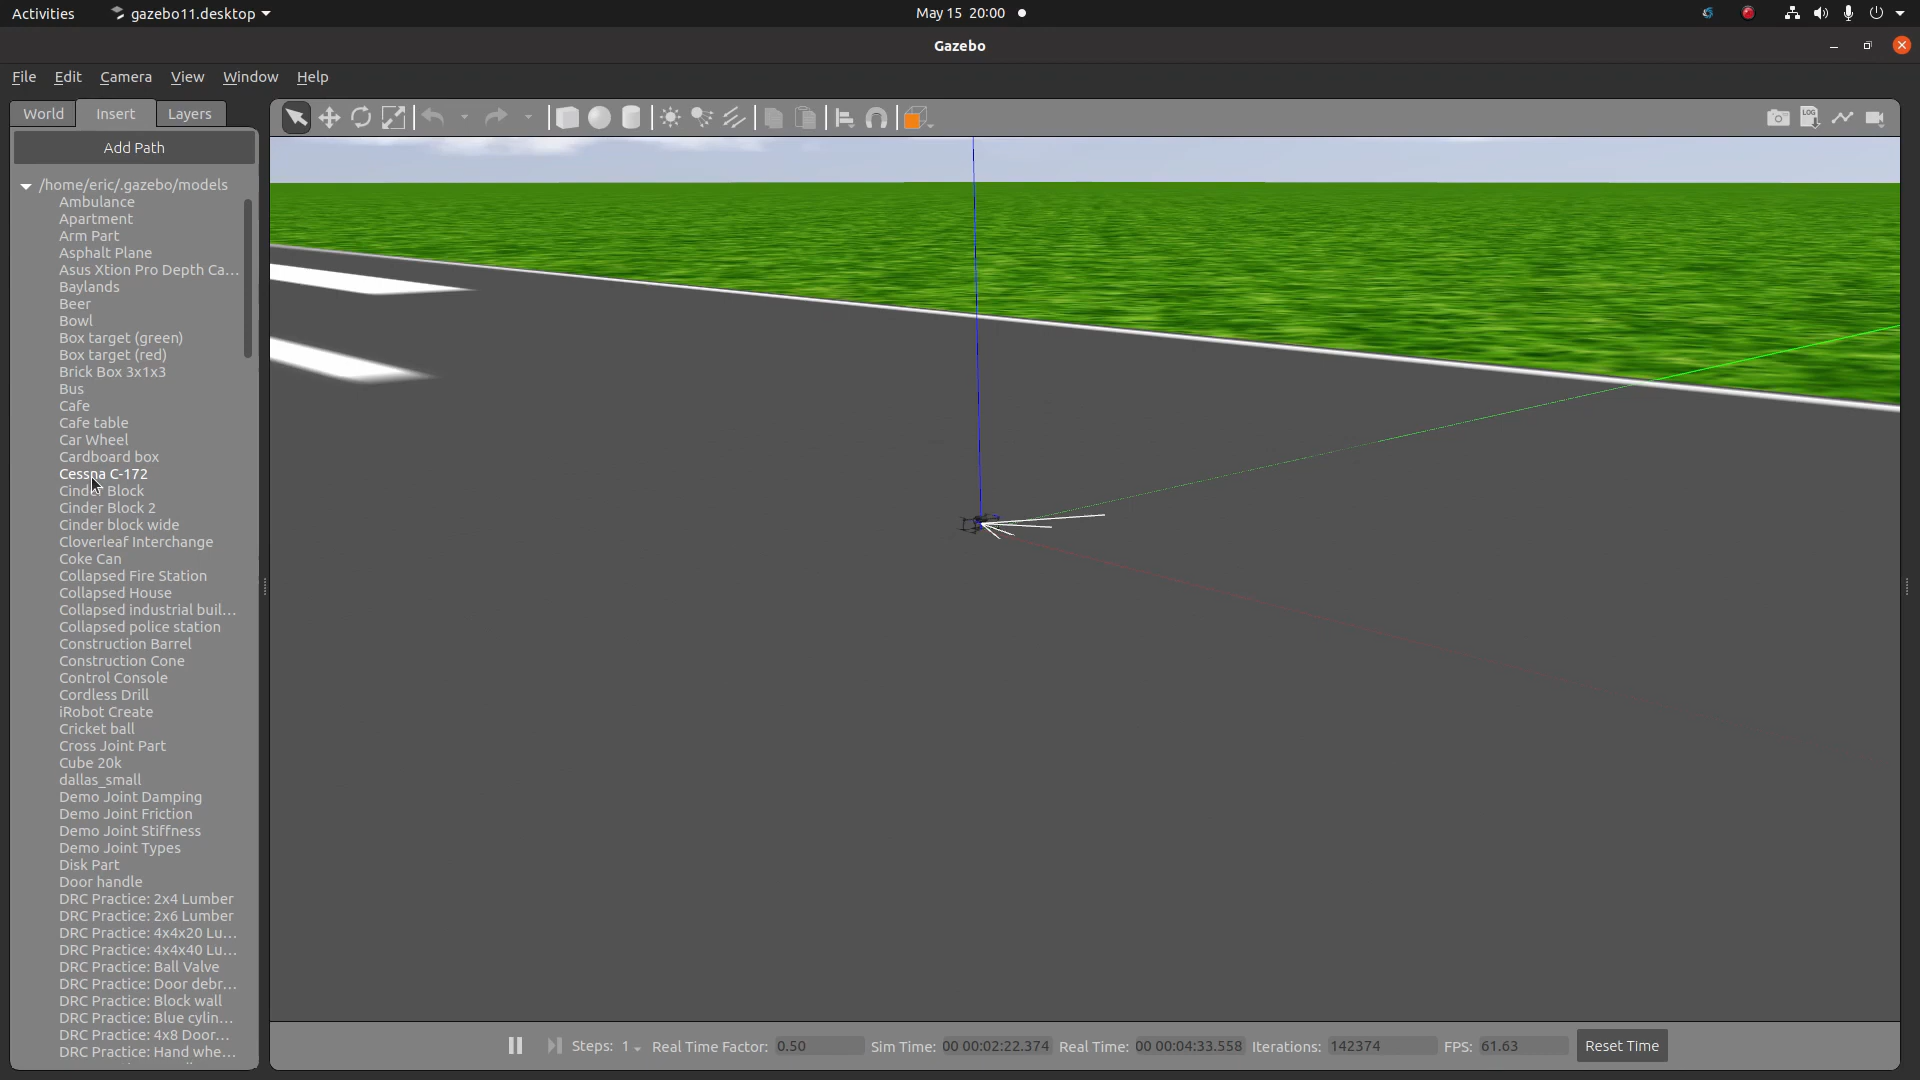 Activities
gazebo11.desktop
May 15 20:00
Gazebo
File
Edit
Camera
View
Window
Help
World
Insert
Layers
LOG
Add Path
/home/eric/.gazebo/models
Ambulance
Apartment
Arm Part
Asphalt Plane
Asus Xtion Pro Depth Ca...
Baylands
Beer
Bowl
Box target (green)
Box target (red)
Brick Box 3x1x3
Bus
Cafe
Cafe table
Car Wheel
Cardboard box
Cessna C-172
Cinder Block
Cinder Block 2
Cinder block wide
Cloverleaf Interchange
Coke Can
Collapsed Fire Station
Collapsed House
Collapsed industrial buil...
Collapsed police station
Construction Barrel
Construction Cone
Control Console
Cordless Drill
iRobot Create
Cricket ball
Cross Joint Part
Cube 20k
dallas_small
Demo Joint Damping
Demo Joint Friction
Demo Joint Stiffness
Demo Joint Types
Disk Part
Door handle
DRC Practice: 2x4 Lumber
DRC Practice: 2x6 Lumber
DRC Practice: 4x4x20 Lu...
DRC Practice: 4x4x40 Lu...
DRC Practice: Ball Valve
DRC Practice: Door debr...
DRC Practice: Block wall
DRC Practice: Blue cylin...
DRC Practice: 4x8 Door...
DRC Practice: Hand whe...
Steps: 1
Real Time Factor: 0.50
Sim Time: 00 00:02:22.374
Real Time: 00 00:04:33.558
Iterations: 142374
FPS: 61.63
Reset Time